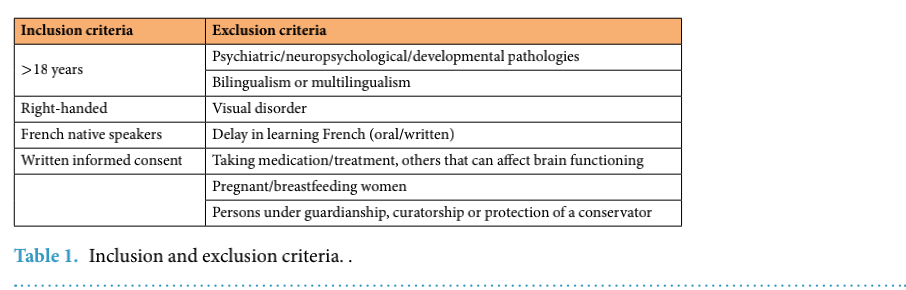 Inclusion criteria Exclusion criteria
>18 years Psychiatric/neuropsychological/developmental pathologies
Bilingualism or multilingualism
Right-handed Visual disorder
French native speakers Delay in learning French (oral/written)
Written informed consent Taking medication/treatment, others that can affect brain functioning
Pregnant/breastfeeding women
Persons under guardianship, curatorship or protection of a conservator
Table 1. Inclusion and exclusion criteria. .